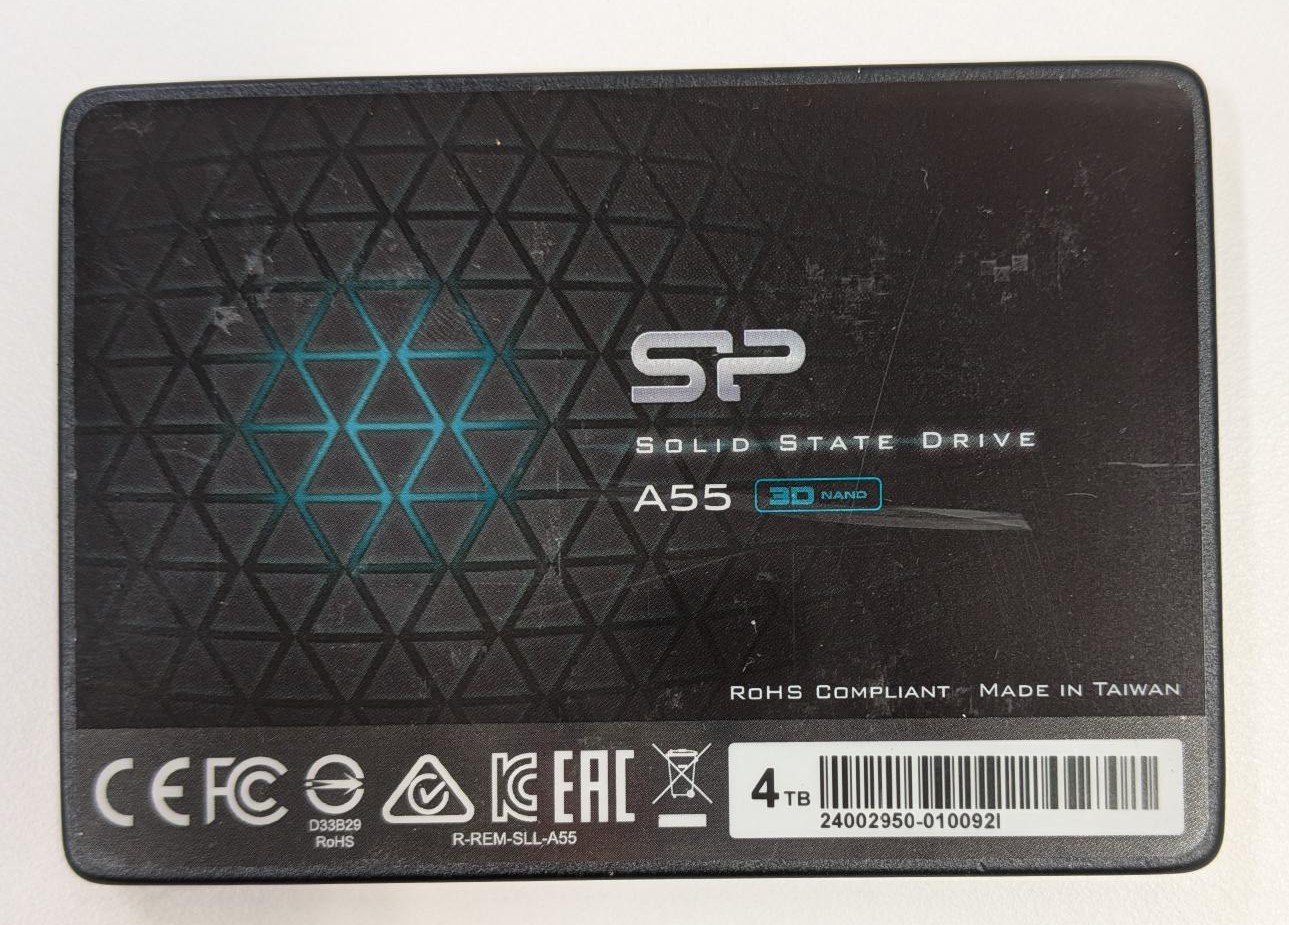 SP
SOLID STATE DRIVE
A55 3D NAND
ROHS COMPLIANT MADE IN TAIWAN
CE FC D33B29 RoHS KC EAC
R-REM-SLL-A55
4TB
24002950-010092I